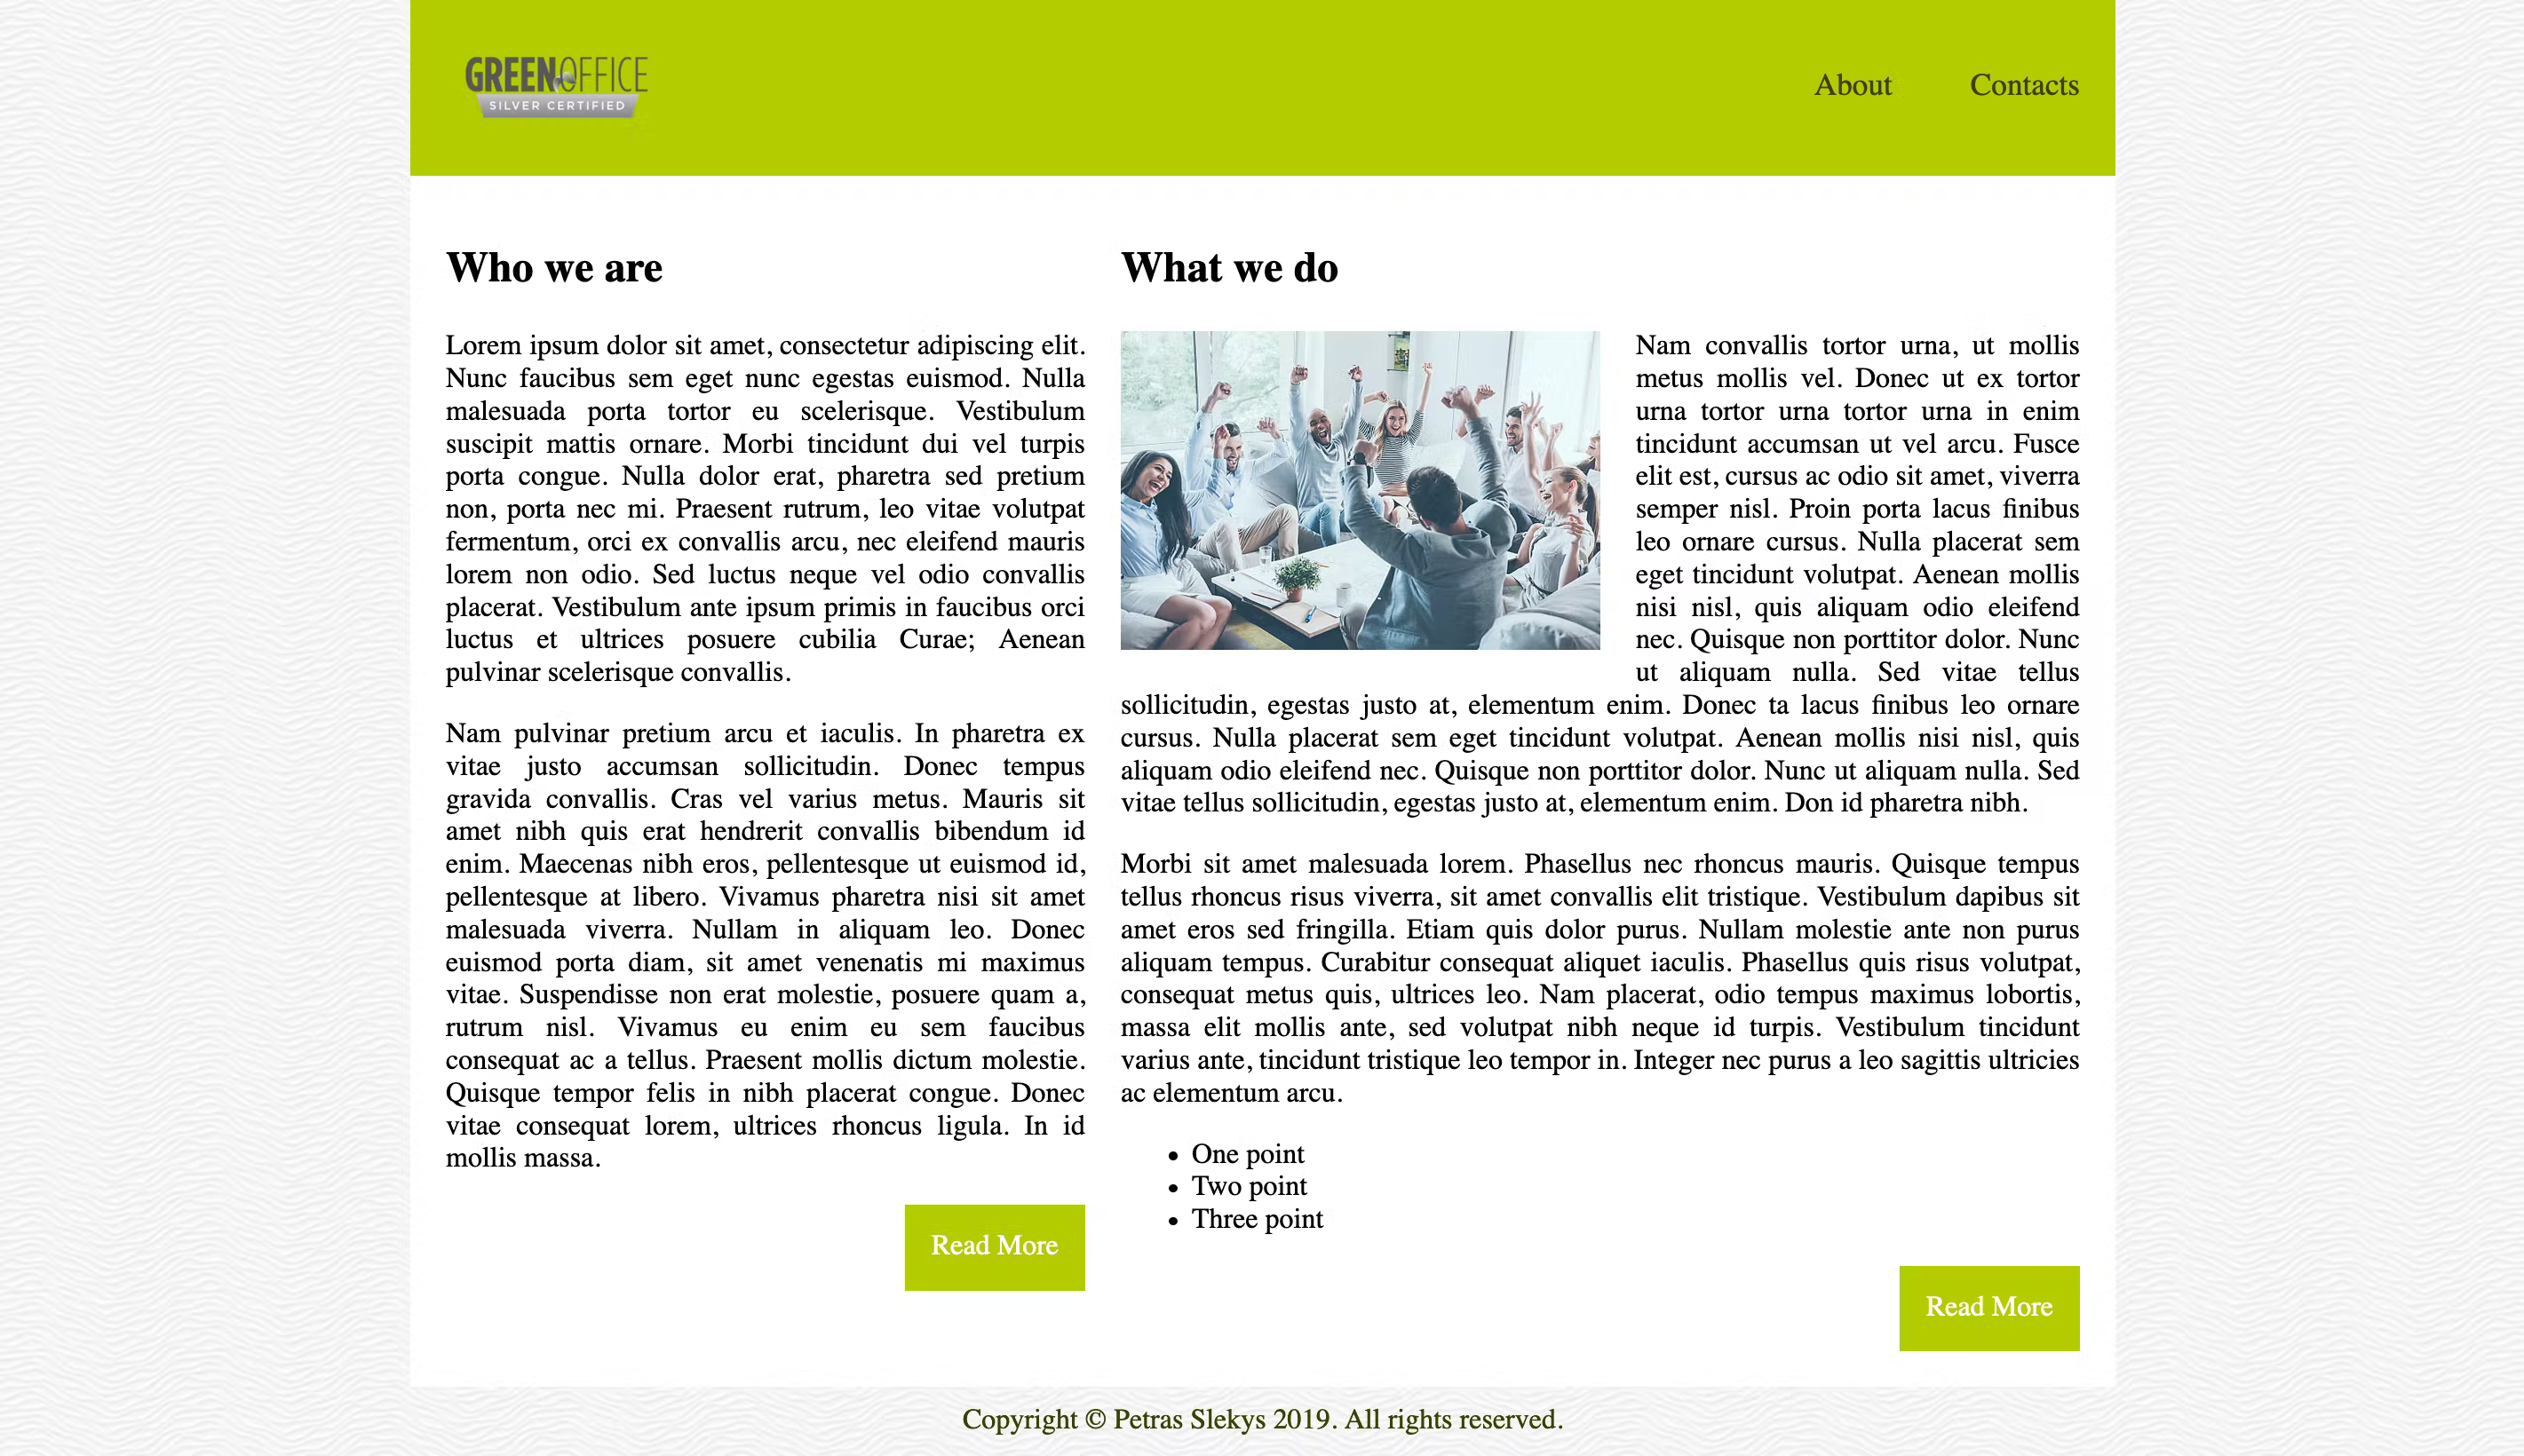 GREENOFFICE
SILVER CERTIFIED
About
Contacts
Who we are
Lorem ipsum dolor sit amet, consectetur adipiscing elit.
Nunc faucibus sem eget nunc egestas euismod. Nulla
malesuada porta tortor eu scelerisque. Vestibulum
suscipit mattis ornare. Morbi tincidunt dui vel turpis
porta congue. Nulla dolor erat, pharetra sed pretium
non, porta nec mi. Praesent rutrum, leo vitae volutpat
fermentum, orci ex convallis arcu, nec eleifend mauris
lorem non odio. Sed luctus neque vel odio convallis
placerat. Vestibulum ante ipsum primis in faucibus orci
luctus et ultrices posuere cubilia Curae; Aenean
pulvinar scelerisque convallis.
Nam pulvinar pretium arcu et iaculis. In pharetra ex
vitae justo accumsan sollicitudin. Donec tempus
gravida convallis. Cras vel varius metus. Mauris sit
amet nibh quis erat hendrerit convallis bibendum id
enim. Maecenas nibh eros, pellentesque ut euismod id,
pellentesque at libero. Vivamus pharetra nisi sit amet
malesuada viverra. Nullam in aliquam leo. Donec
euismod porta diam, sit amet venenatis mi maximus
vitae. Suspendisse non erat molestie, posuere quam a,
rutrum nisl. Vivamus eu enim eu sem faucibus
consequat ac a tellus. Praesent mollis dictum molestie.
Quisque tempor felis in nibh placerat congue. Donec
vitae consequat lorem, ultrices rhoncus ligula. In id
mollis massa.
Read More
What we do
Nam convallis tortor urna, ut mollis
metus mollis vel. Donec ut ex tortor
urna tortor urna tortor urna in enim
tincidunt accumsan ut vel arcu. Fusce
elit est, cursus ac odio sit amet, viverra
semper nisl. Proin porta lacus finibus
leo ornare cursus. Nulla placerat sem
eget tincidunt volutpat. Aenean mollis
nisi nisl, quis aliquam odio eleifend
nec. Quisque non porttitor dolor. Nunc
ut aliquam nulla. Sed vitae tellus
sollicitudin, egestas justo at, elementum enim. Donec ta lacus finibus leo ornare
cursus. Nulla placerat sem eget tincidunt volutpat. Aenean mollis nisi nisl, quis
aliquam odio eleifend nec. Quisque non porttitor dolor. Nunc ut aliquam nulla. Sed
vitae tellus sollicitudin, egestas justo at, elementum enim. Don id pharetra nibh.
Morbi sit amet malesuada lorem. Phasellus nec rhoncus mauris. Quisque tempus
tellus rhoncus risus viverra, sit amet convallis elit tristique. Vestibulum dapibus sit
amet eros sed fringilla. Etiam quis dolor purus. Nullam molestie ante non purus
aliquam tempus. Curabitur consequat aliquet iaculis. Phasellus quis risus volutpat,
consequat metus quis, ultrices leo. Nam placerat, odio tempus maximus lobortis,
massa elit mollis ante, sed volutpat nibh neque id turpis. Vestibulum tincidunt
varius ante, tincidunt tristique leo tempor in. Integer nec purus a leo sagittis ultricies
ac elementum arcu.
• One point
• Two point
• Three point
Read More
Copyright © Petras Slekys 2019. All rights reserved.